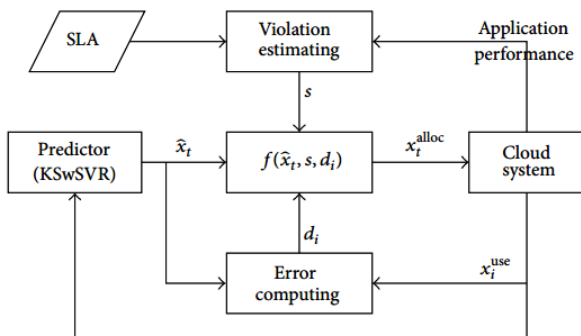 SLA
Violation
estimating
Application
performance
s
Predictor
(KSwSVR)
x̂_t
f(x̂_t, s, d_i)
x_t^alloc
Cloud
system
d_i
Error
computing
x_i^use